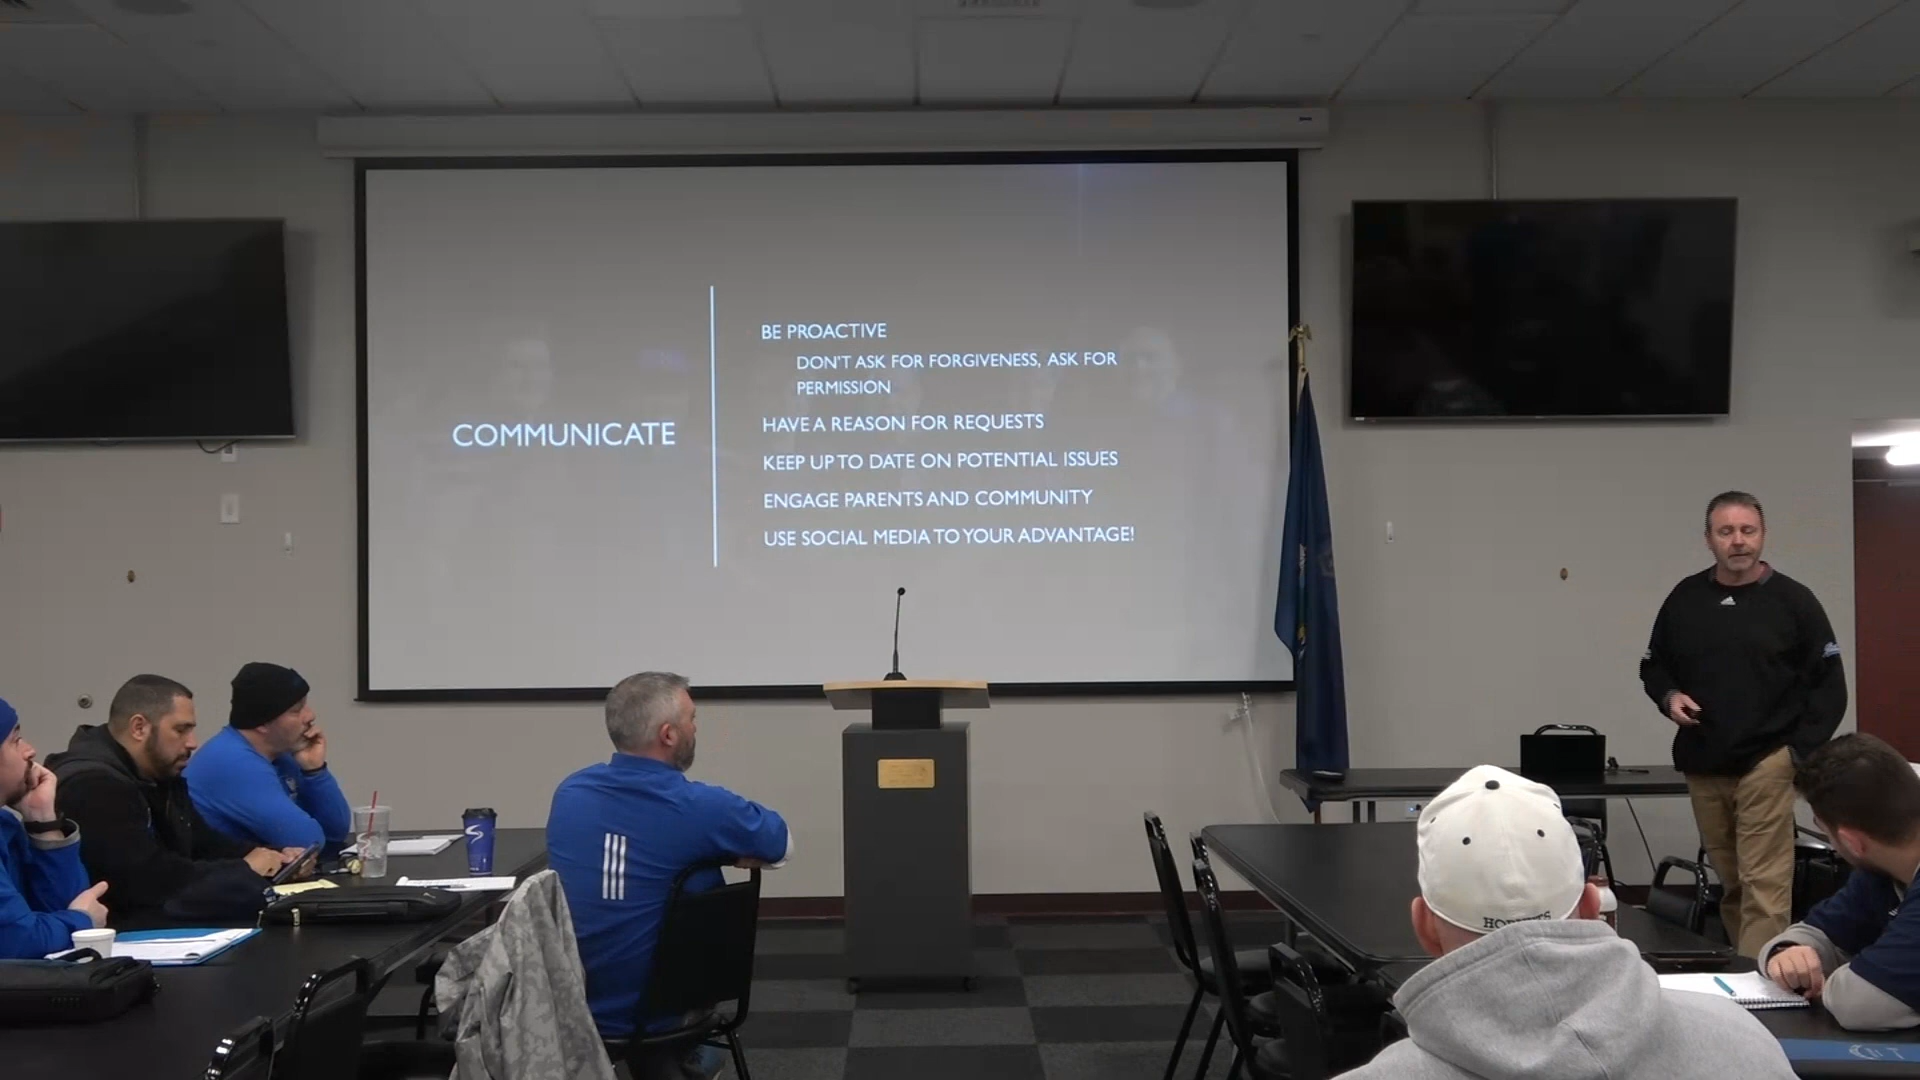 COMMUNICATE
BE PROACTIVE
DON'T ASK FOR FORGIVENESS, ASK FOR
PERMISSION
HAVE A REASON FOR REQUESTS
KEEP UP TO DATE ON POTENTIAL ISSUES
ENGAGE PARENTS AND COMMUNITY
USE SOCIAL MEDIA TO YOUR ADVANTAGE!
HORNETS